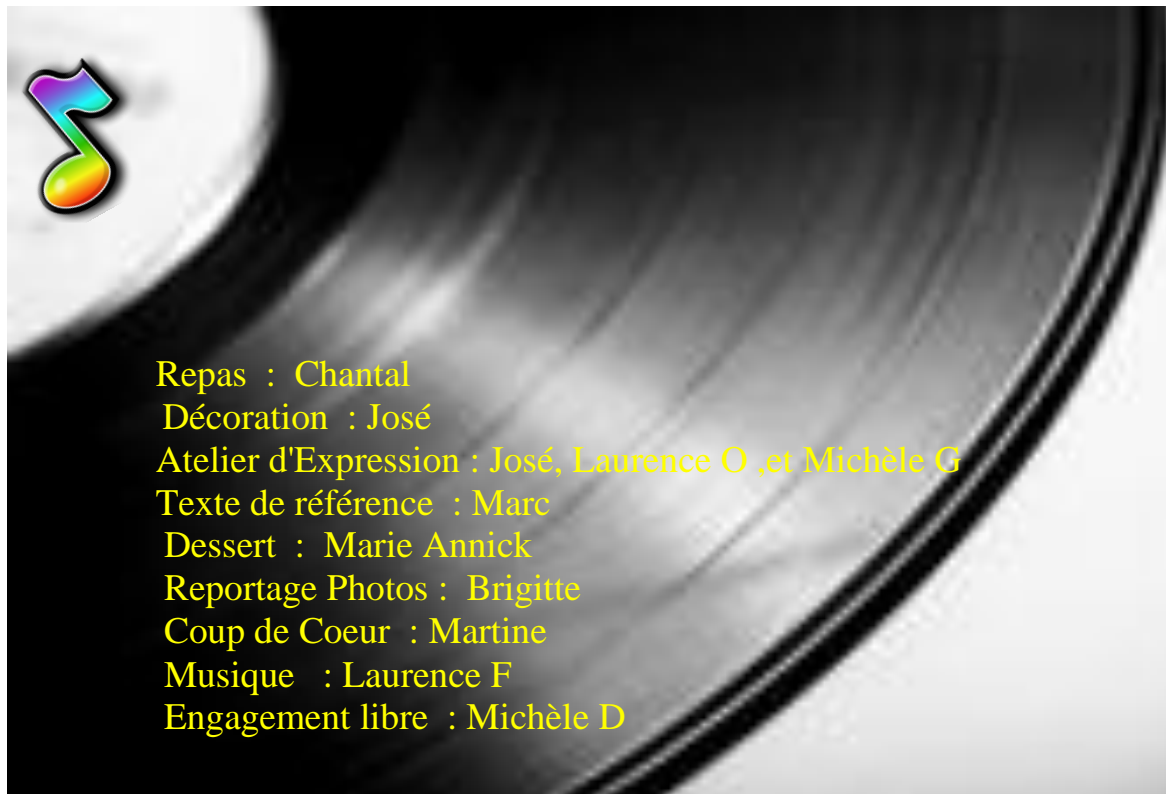 Repas : Chantal
Décoration : José
Atelier d'Expression : José, Laurence O ,et Michèle G
Texte de référence : Marc
Dessert : Marie Annick
Reportage Photos : Brigitte
Coup de Coeur : Martine
Musique : Laurence F
Engagement libre : Michèle D